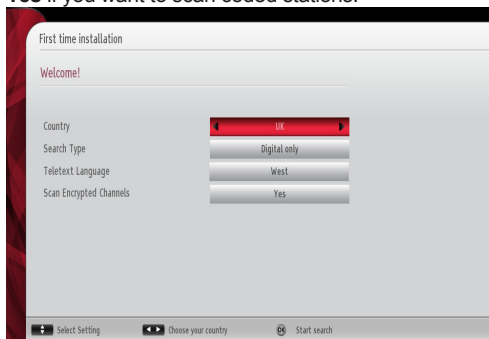 Yes if you want to scan coded stations.
First time installation
Welcome!
Country UK
Search Type Digital only
Teletext Language West
Scan Encrypted Channels Yes
Select Setting Choose your country OK Start search